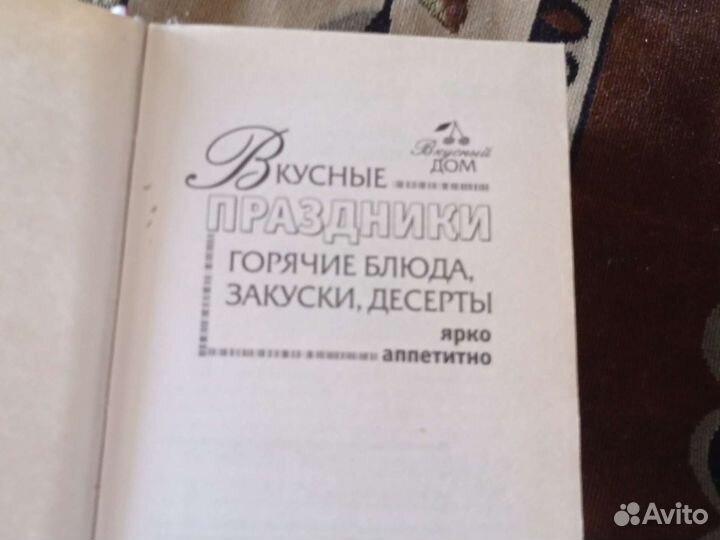 Вкусный
ДОМ
ВКУСНЫЕ
ПРАЗДНИКИ
ГОРЯЧИЕ БЛЮДА,
ЗАКУСКИ, ДЕСЕРТЫ
ярко
аппетитно
Avito